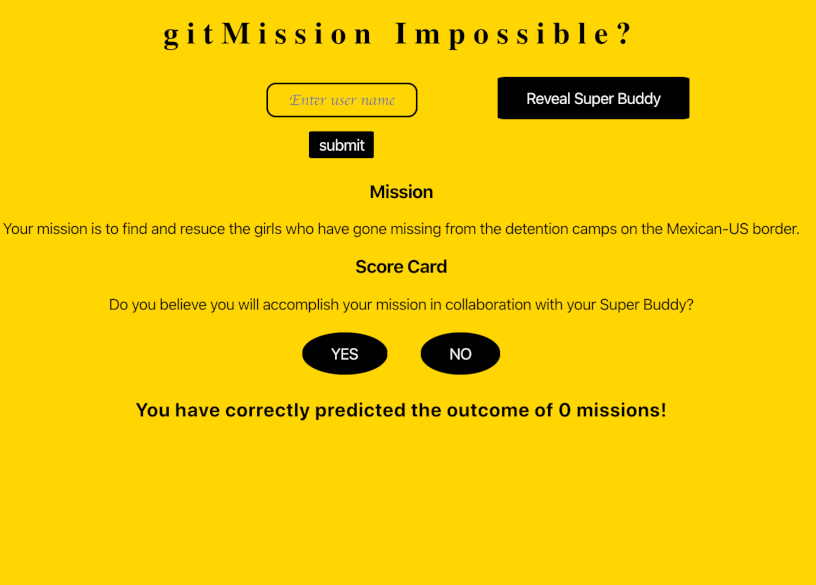 gitMission Impossible?
Enter user name
Reveal Super Buddy
submit
Mission
Your mission is to find and resuce the girls who have gone missing from the detention camps on the Mexican-US border.
Score Card
Do you believe you will accomplish your mission in collaboration with your Super Buddy?
YES
NO
You have correctly predicted the outcome of 0 missions!